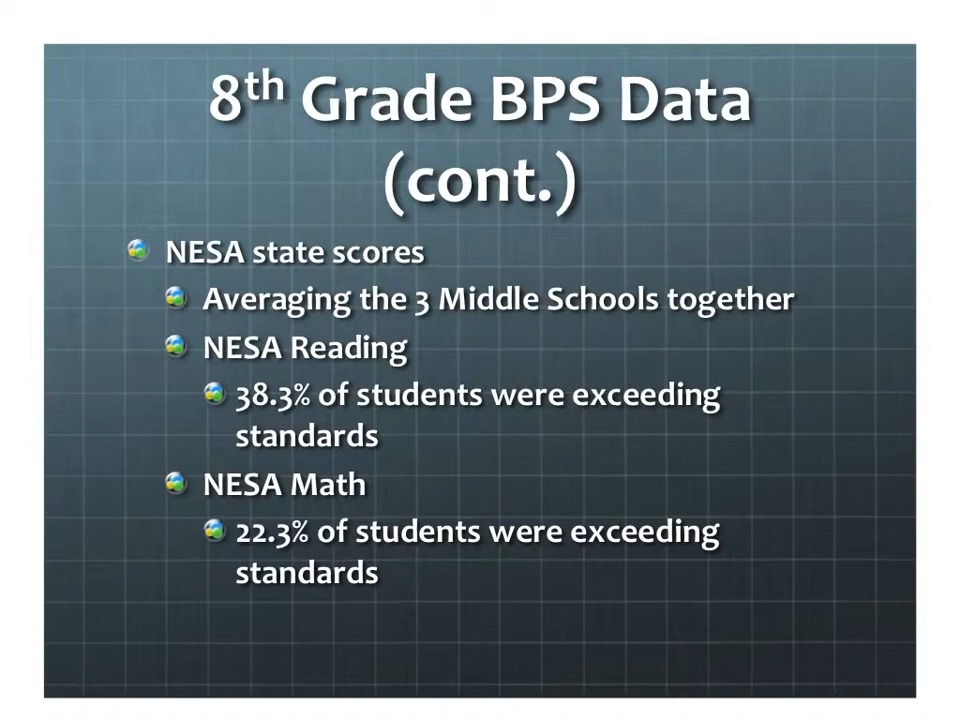 8th Grade BPS Data
(cont.)
NESA state scores
Averaging the 3 Middle Schools together
NESA Reading
38.3% of students were exceeding
standards
NESA Math
22.3% of students were exceeding
standards